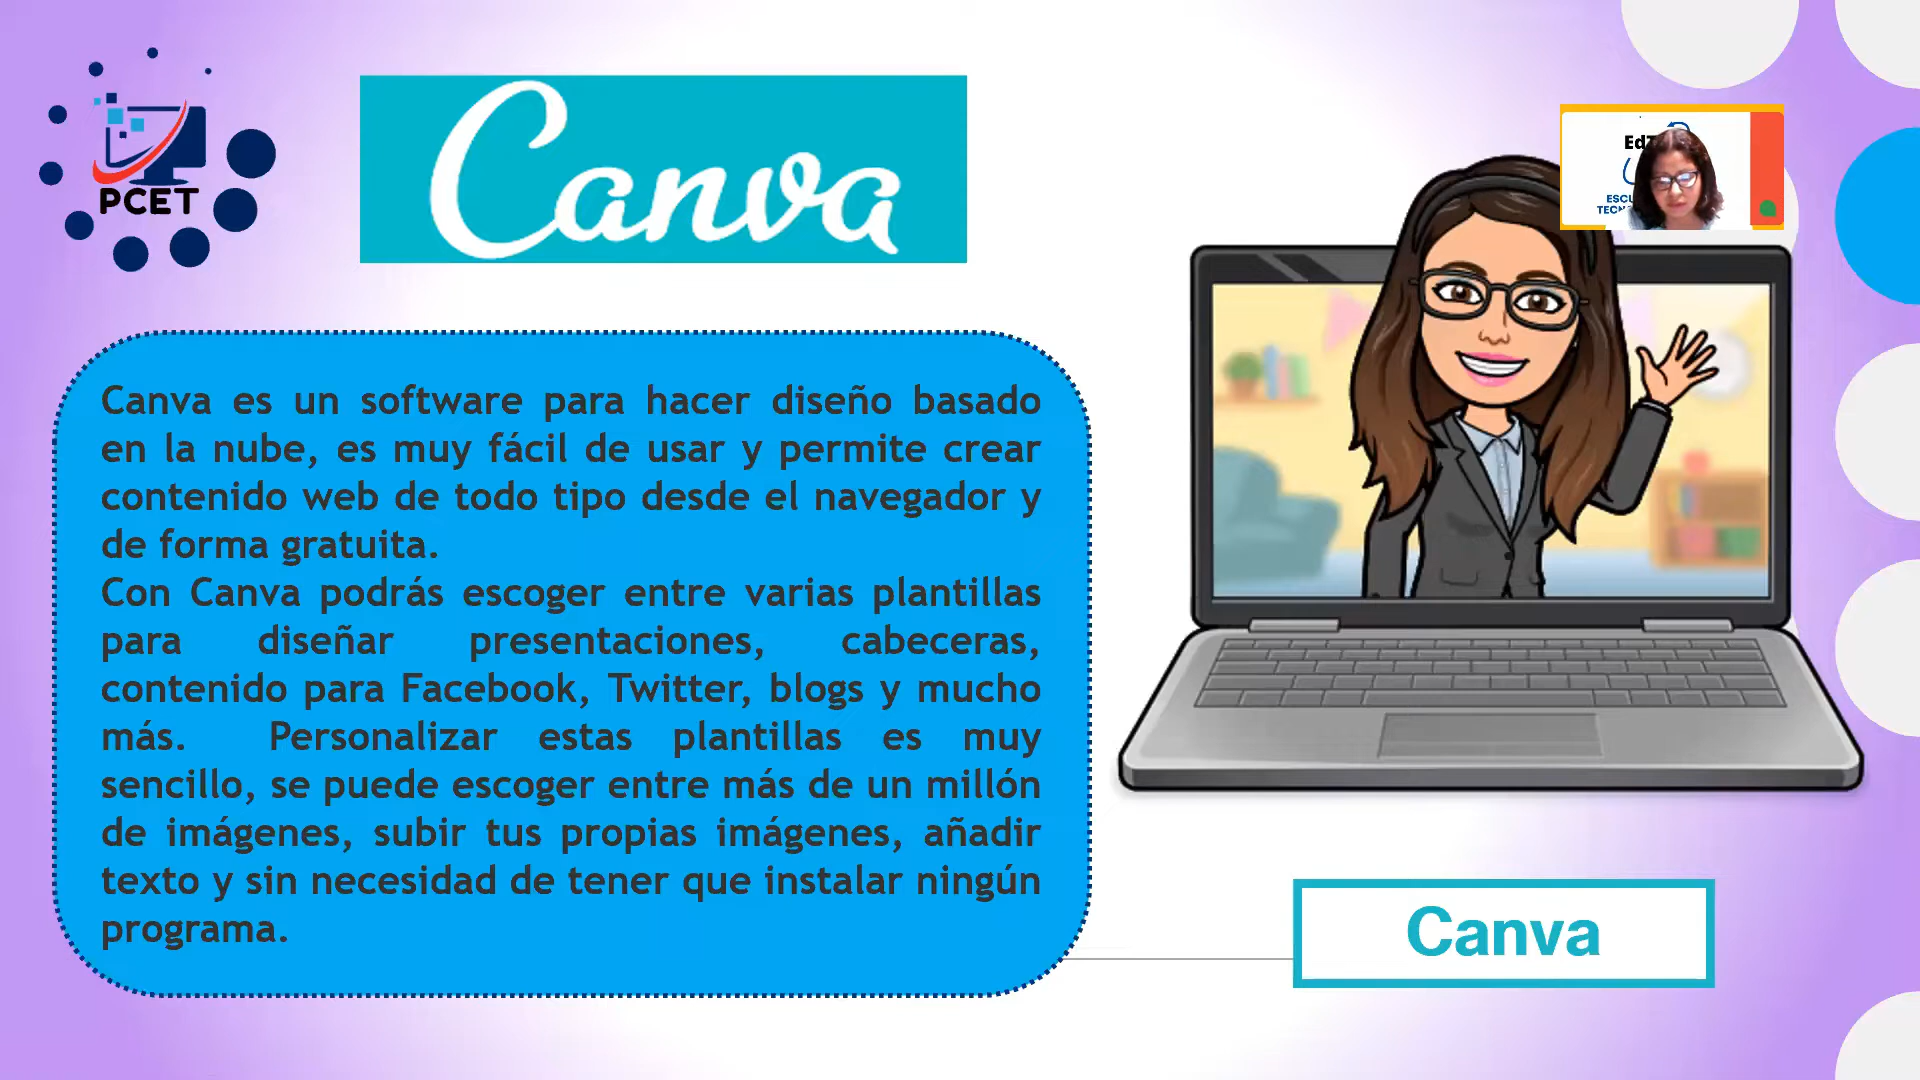 PCET
Canva
Canva es un software para hacer diseño basado
en la nube, es muy fácil de usar y permite crear
contenido web de todo tipo desde el navegador y
de forma gratuita.
Con Canva podrás escoger entre varias plantillas
para diseñar presentaciones, cabeceras,
contenido para Facebook, Twitter, blogs y mucho
más. Personalizar estas plantillas es muy
sencillo, se puede escoger entre más de un millón
de imágenes, subir tus propias imágenes, añadir
texto y sin necesidad de tener que instalar ningún
programa.
Canva